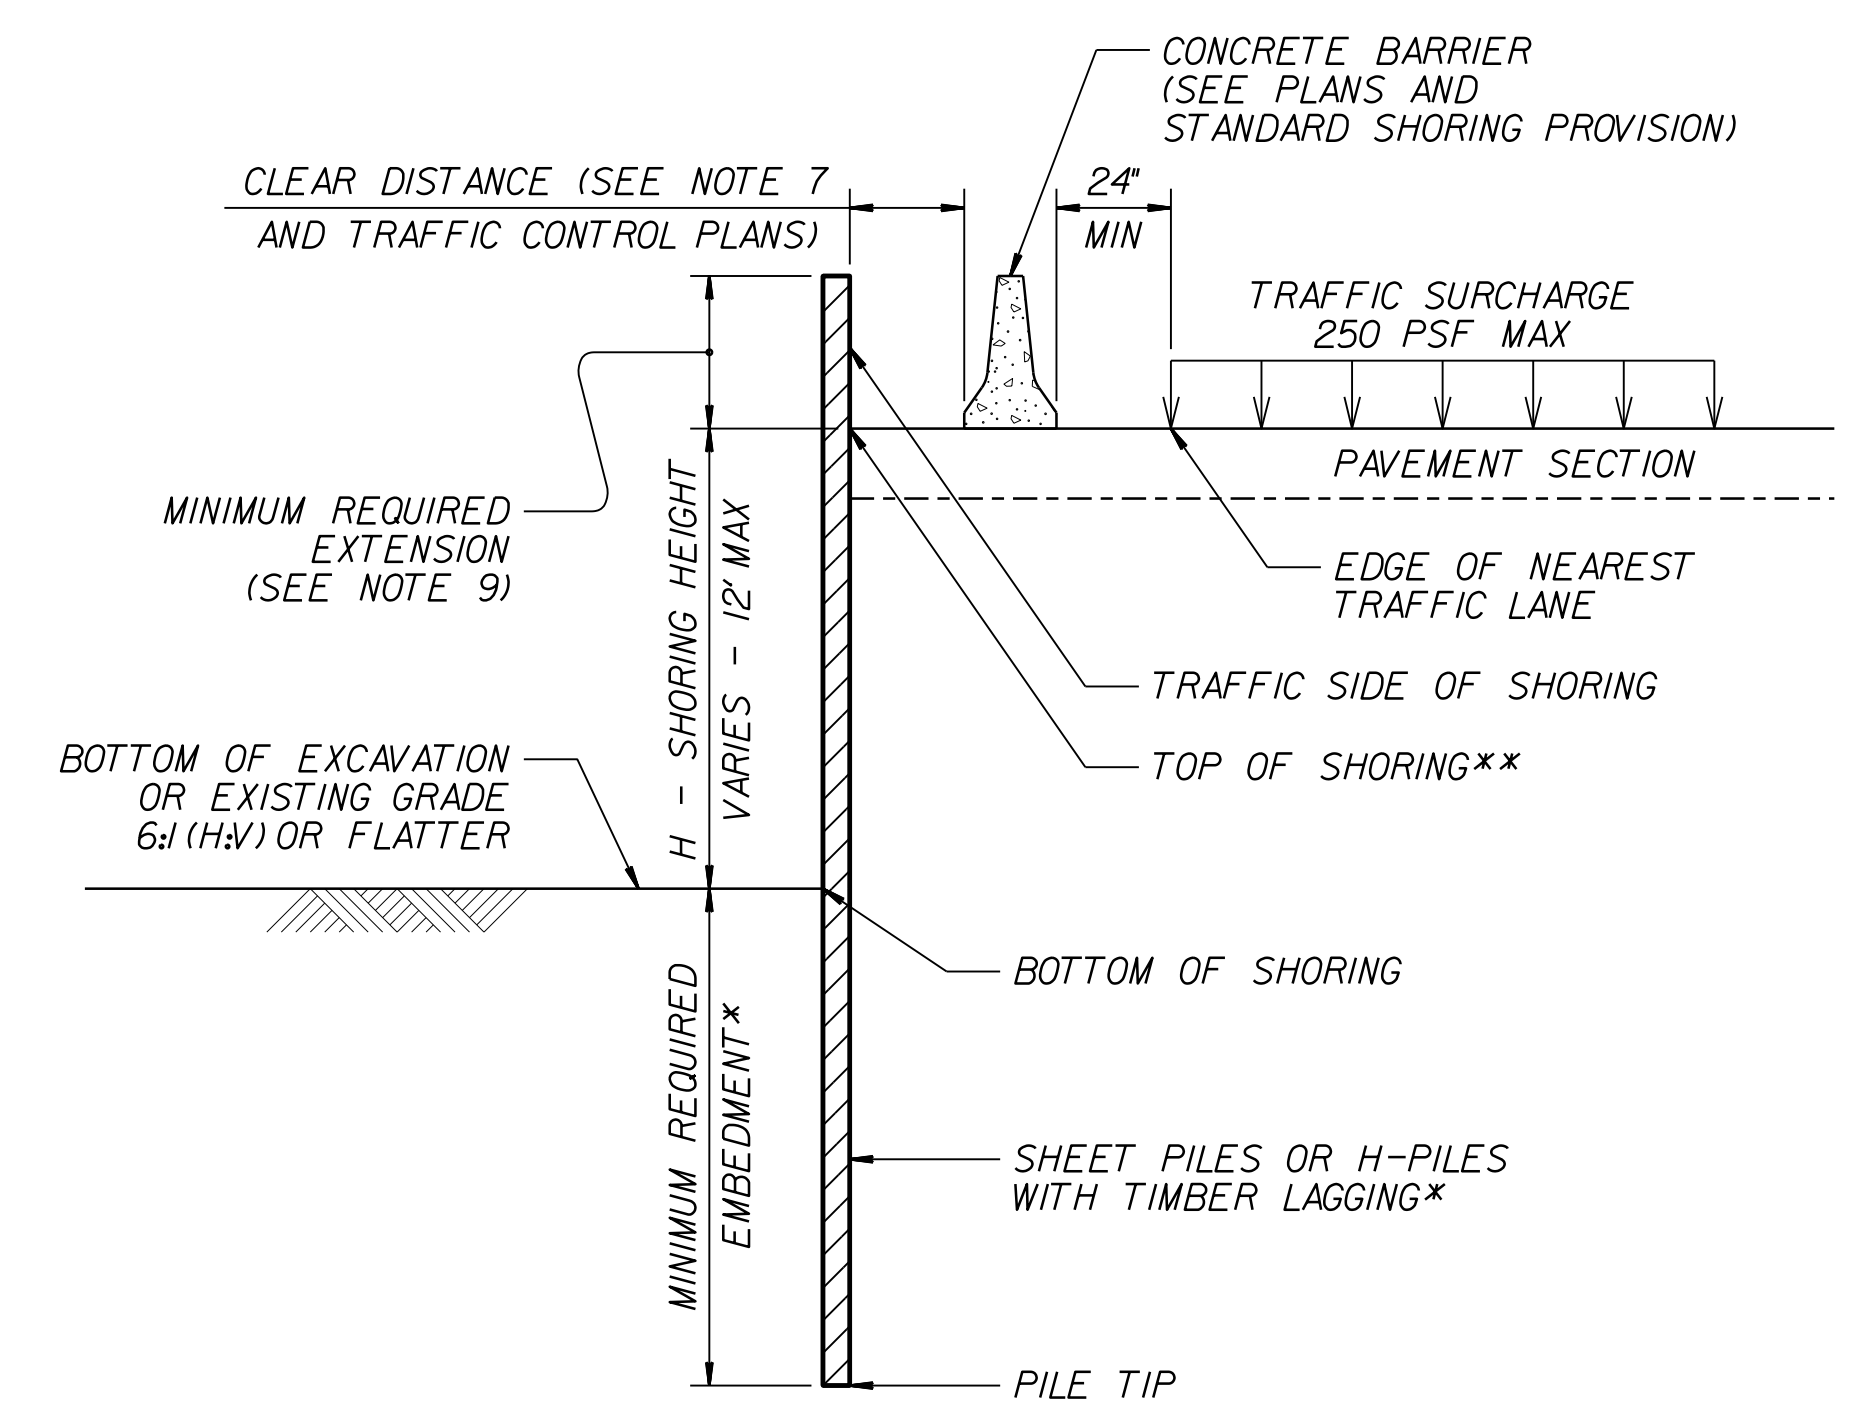 CONCRETE BARRIER
(SEE PLANS AND
STANDARD SHORING PROVISION)
CLEAR DISTANCE (SEE NOTE 7
AND TRAFFIC CONTROL PLANS)
24"
MIN
TRAFFIC SURCHARGE
250 PSF MAX
PAVEMENT SECTION
MINIMUM REQUIRED
EXTENSION
(SEE NOTE 9)
H - SHORING HEIGHT
VARIES - 12' MAX
EDGE OF NEAREST
TRAFFIC LANE
TRAFFIC SIDE OF SHORING
TOP OF SHORING**
BOTTOM OF EXCAVATION
OR EXISTING GRADE
6:1 (H:V) OR FLATTER
BOTTOM OF SHORING
MINIMUM REQUIRED
EMBEDMENT*
SHEET PILES OR H-PILES
WITH TIMBER LAGGING*
PILE TIP